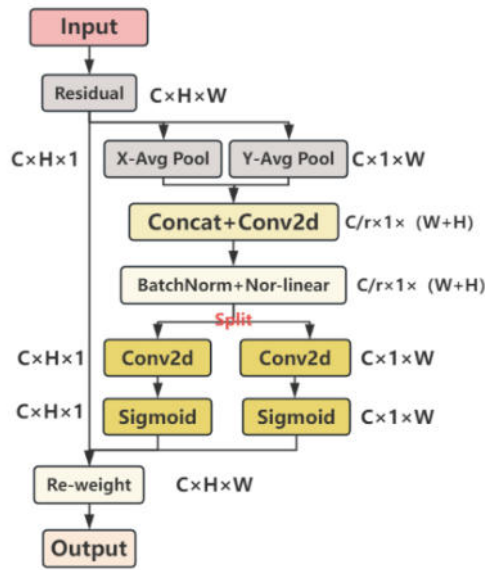 Input
Residual C×H×W
C×H×1 X-Avg Pool Y-Avg Pool C×1×W
Concat+Conv2d C/r×1× (W+H)
BatchNorm+Nor-linear C/r×1× (W+H)
Split
C×H×1 Conv2d Conv2d C×1×W
C×H×1 Sigmoid Sigmoid C×1×W
Re-weight C×H×W
Output